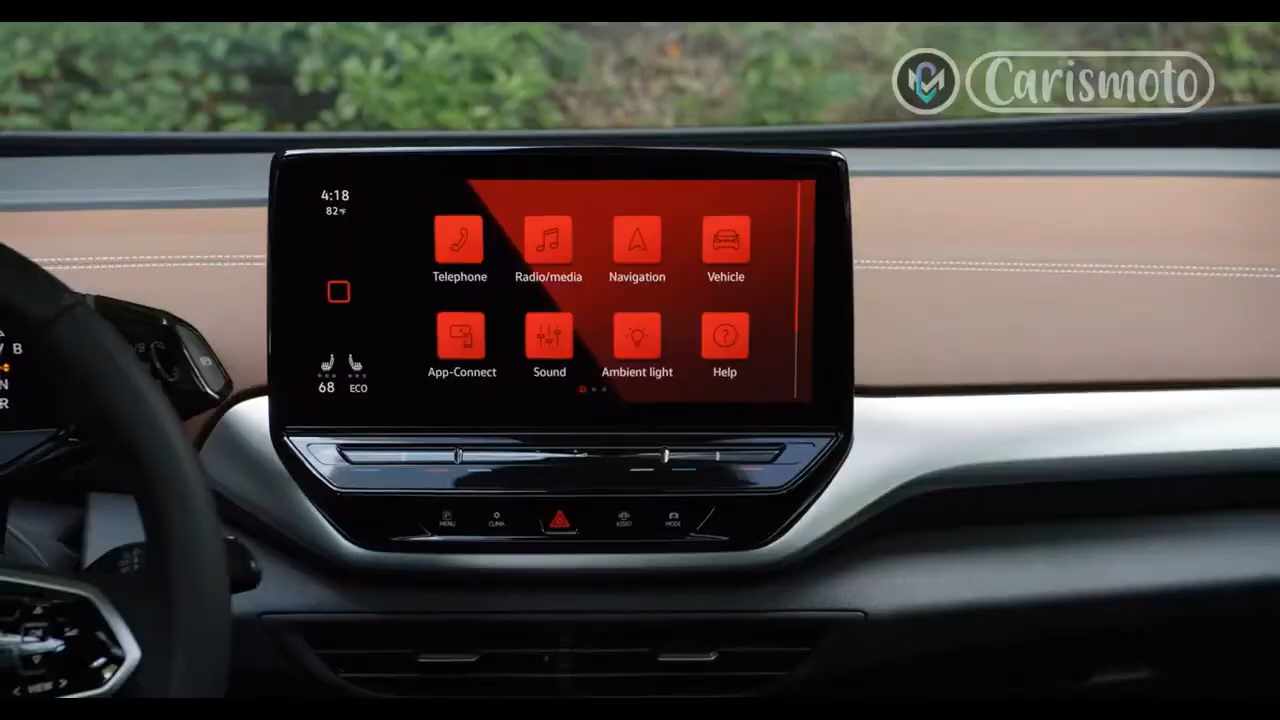 Carismoto
4:18
82°F
Telephone Radio/media Navigation Vehicle
B
N
R
App-Connect Sound Ambient light Help
68 ECO
MENU CLIMA ASSIST MODE
< VIEW >